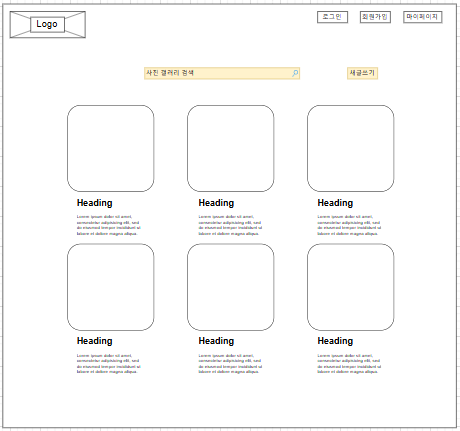 Logo
로그인 회원가입 마이페이지
사진 갤러리 검색
새글쓰기
Heading Heading Heading
Lorem ipsum dolor sit amet, Lorem ipsum dolor sit amet, Lorem ipsum dolor sit amet,
consectetur adipiscing elit, sed consectetur adipiscing elit, sed consectetur adipiscing elit, sed
do eiusmod tempor incididunt ut do eiusmod tempor incididunt ut do eiusmod tempor incididunt ut
labore et dolore magna aliqua. labore et dolore magna aliqua. labore et dolore magna aliqua.
Heading Heading Heading
Lorem ipsum dolor sit amet, Lorem ipsum dolor sit amet, Lorem ipsum dolor sit amet,
consectetur adipiscing elit, sed consectetur adipiscing elit, sed consectetur adipiscing elit, sed
do eiusmod tempor incididunt ut do eiusmod tempor incididunt ut do eiusmod tempor incididunt ut
labore et dolore magna aliqua. labore et dolore magna aliqua. labore et dolore magna aliqua.